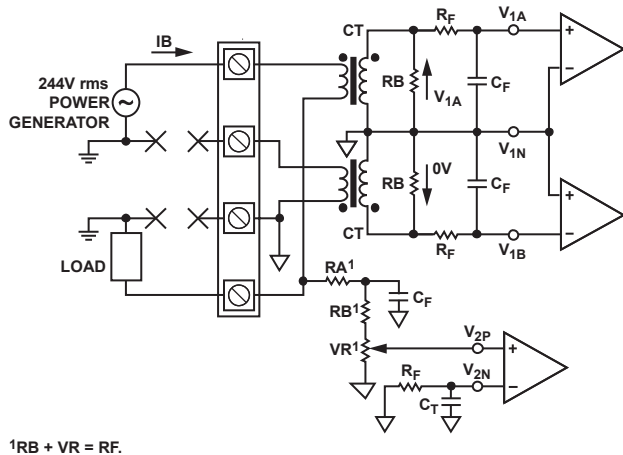 IB
244V rms
POWER
GENERATOR
LOAD
CT
RF
V1A
+
−
RB
V1A
CF
V1N
RB
0V
CF
CT
RF
V1B
+
−
RA¹
CF
RB¹
VR¹
V2P
+
RF
V2N
−
CT
¹RB + VR = RF.